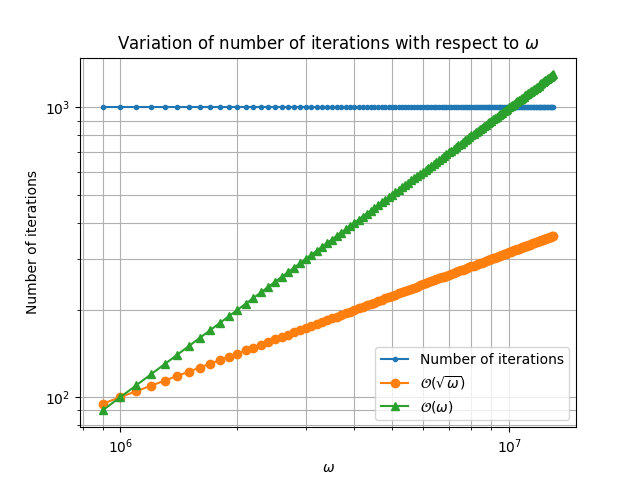 Variation of number of iterations with respect to ω
Number of iterations
10³
10²
10⁶
10⁷
ω
Number of iterations
𝒪(√ω)
𝒪(ω)